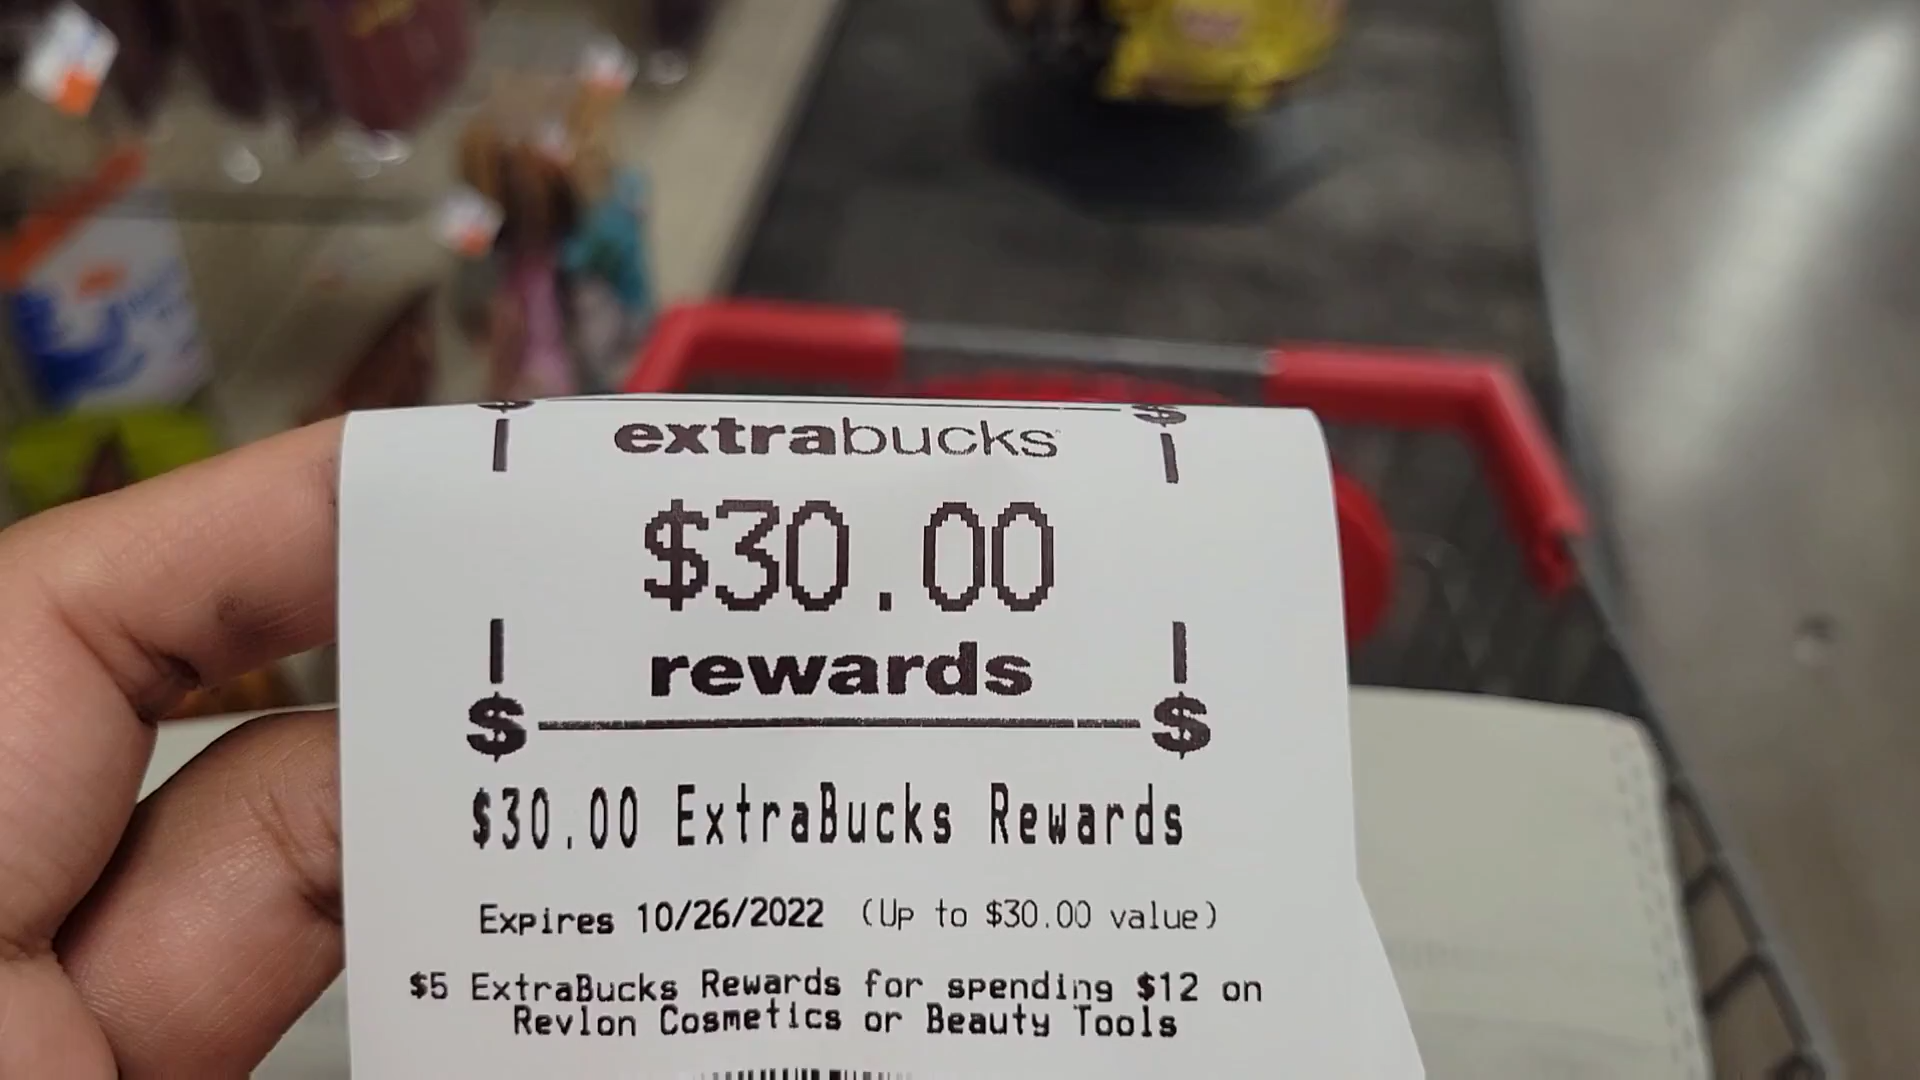 extrabucks
$30.00
rewards
$ $
$30.00 ExtraBucks Rewards
Expires 10/26/2022 (Up to $30.00 value)
$5 ExtraBucks Rewards for spending $12 on
Revlon Cosmetics or Beauty Tools